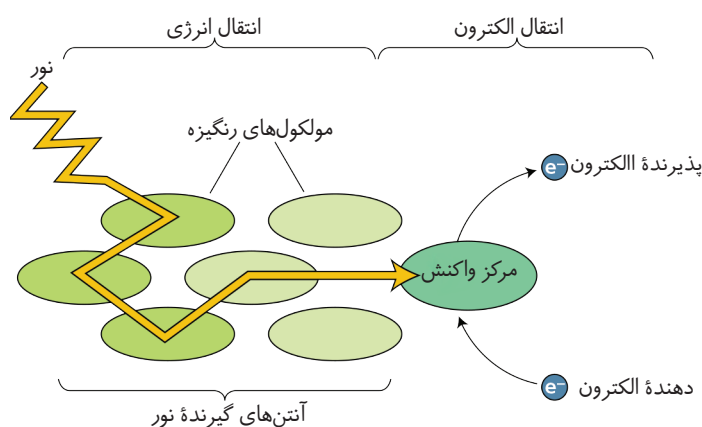 انتقال الکترون
انتقال انرژی
نور
مولکول‌های رنگیزه
پذیرندهٔ االکترون
e−
مرکز واکنش
دهندهٔ الکترون
e−
آنتن‌های گیرندهٔ نور